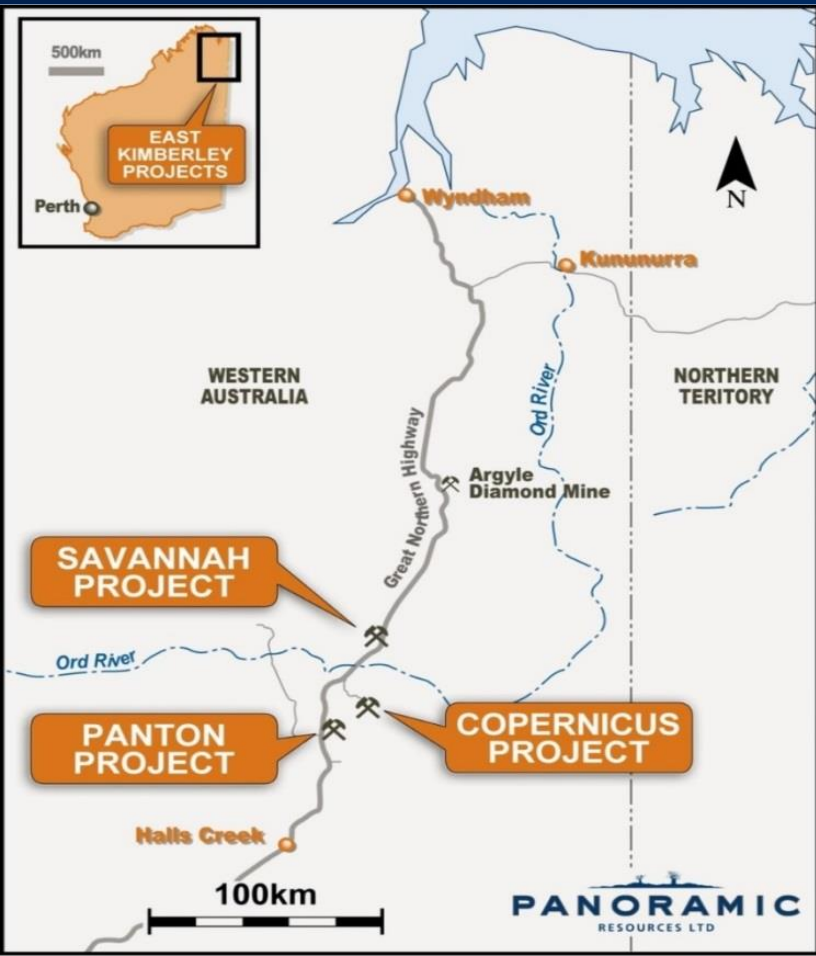 500km
EAST
KIMBERLEY
PROJECTS
Perth
N
Wyndham
Kununurra
WESTERN
AUSTRALIA
NORTHERN
TERITORY
Ord River
Great Northern Highway
Argyle
Diamond Mine
SAVANNAH
PROJECT
Ord River
PANTON
PROJECT
COPERNICUS
PROJECT
Halls Creek
100km
PANORAMIC
RESOURCES LTD